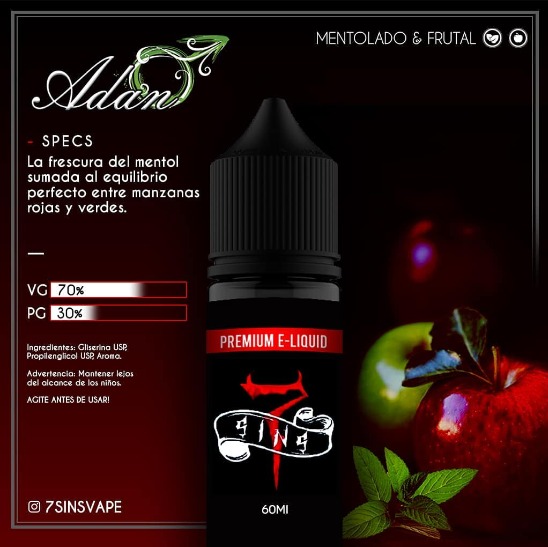 MENTOLADO & FRUTAL
Adan
- SPECS
La frescura del mentol
sumada al equilibrio
perfecto entre manzanas
rojas y verdes.
VG 70%
PG 30%
Ingredientes: Gliserina USP,
Propilenglicol USP, Aroma.
Advertencia: Mantener lejos
del alcance de los niños.
AGITE ANTES DE USAR!
PREMIUM E-LIQUID
7
SINS
60Ml
7SINSVAPE